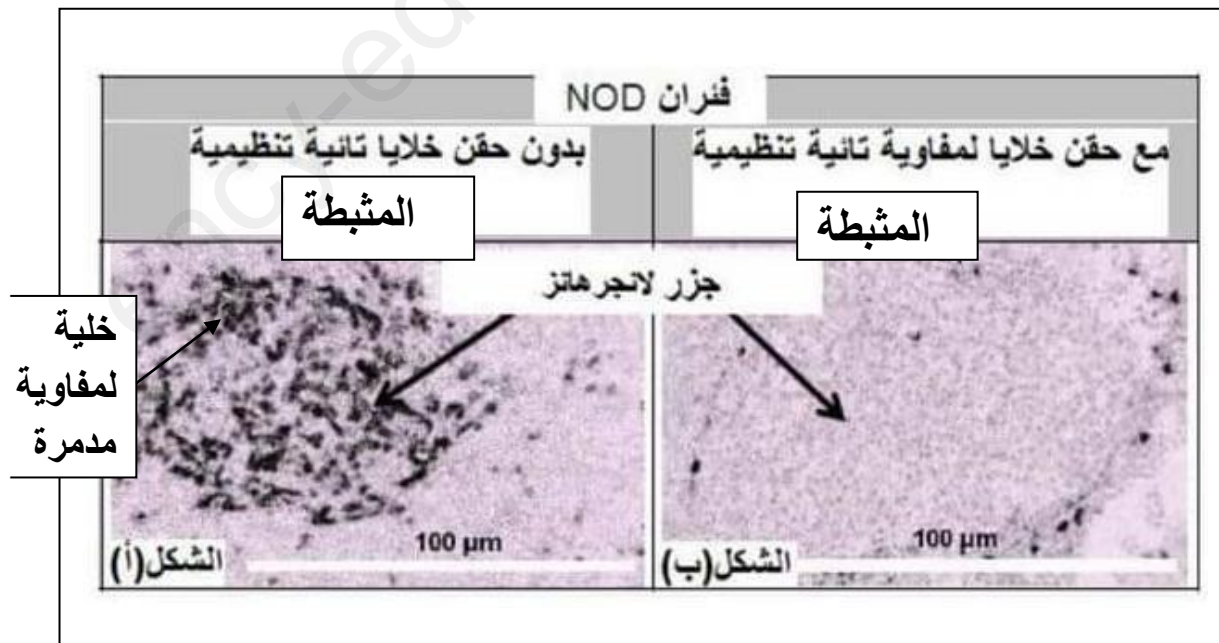 فئران NOD
مع حقن خلايا لمفاوية تائية تنظيمية
المثبطة
بدون حقن خلايا تائية تنظيمية
المثبطة
جزر لانجرهانز
خلية
لمفاوية
مدمرة
100 µm
الشكل(ب)
100 µm
الشكل(أ)